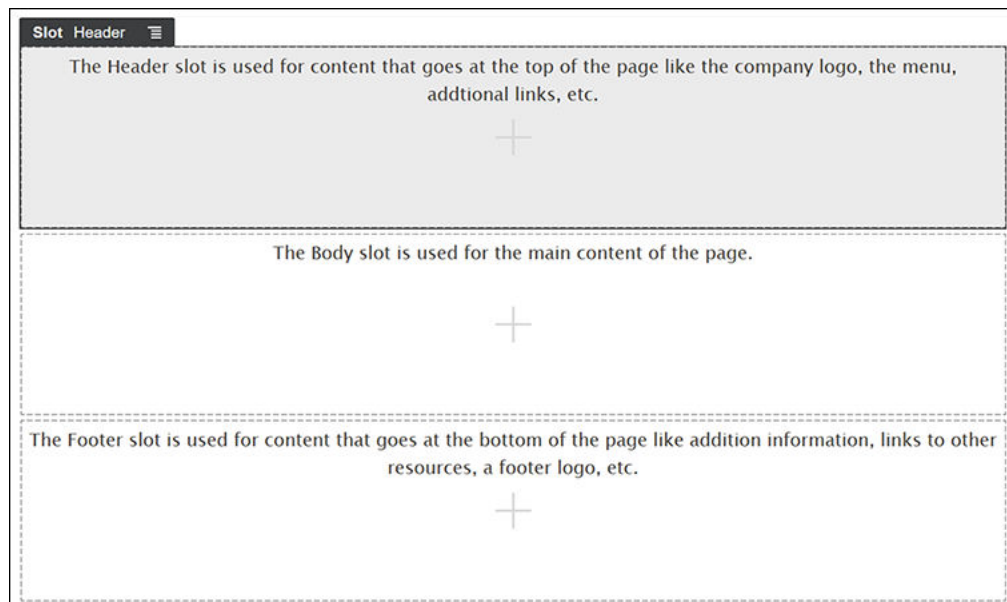 Slot Header
The Header slot is used for content that goes at the top of the page like the company logo, the menu,
addtional links, etc.
The Body slot is used for the main content of the page.
The Footer slot is used for content that goes at the bottom of the page like addition information, links to other
resources, a footer logo, etc.